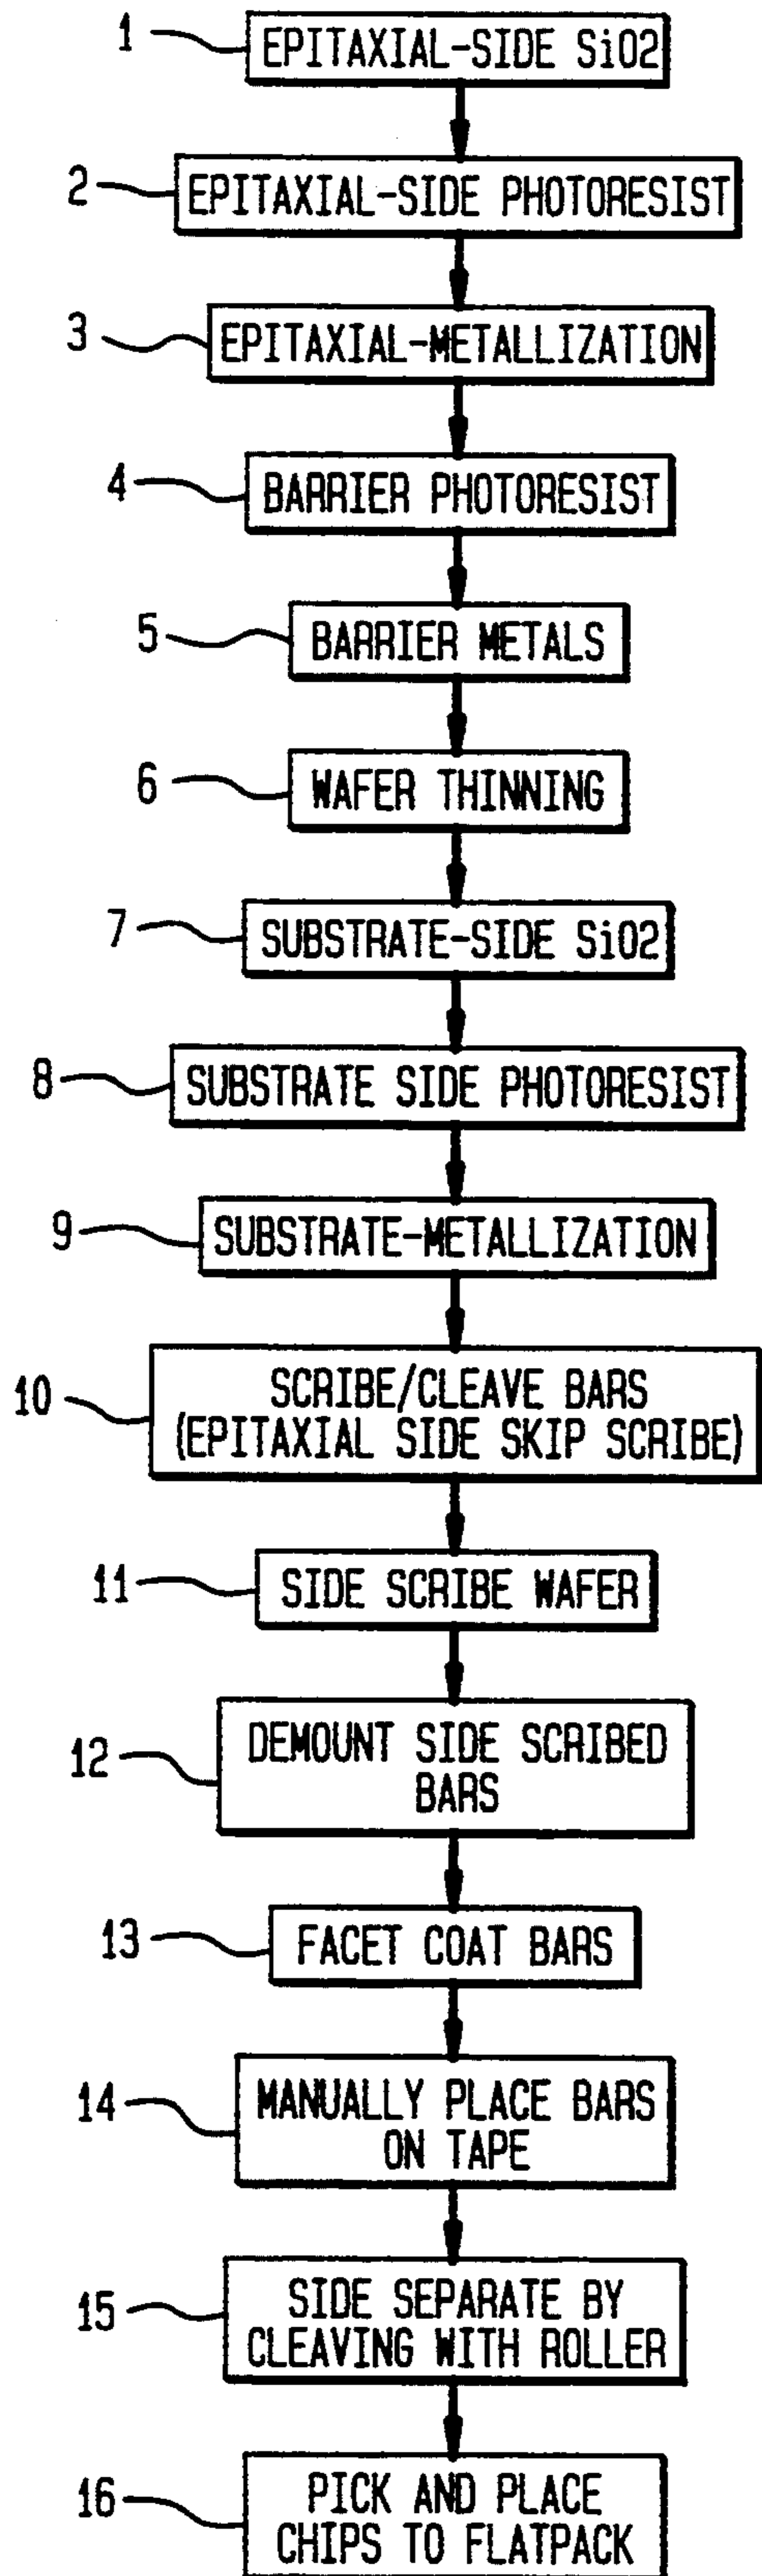 1 EPITAXIAL-SIDE SiO2
2 EPITAXIAL-SIDE PHOTORESIST
3 EPITAXIAL-METALLIZATION
4 BARRIER PHOTORESIST
5 BARRIER METALS
6 WAFER THINNING
7 SUBSTRATE-SIDE SiO2
8 SUBSTRATE SIDE PHOTORESIST
9 SUBSTRATE-METALLIZATION
10 SCRIBE/CLEAVE BARS
(EPITAXIAL SIDE SKIP SCRIBE)
11 SIDE SCRIBE WAFER
12 DEMOUNT SIDE SCRIBED
BARS
13 FACET COAT BARS
14 MANUALLY PLACE BARS
ON TAPE
15 SIDE SEPARATE BY
CLEAVING WITH ROLLER
16 PICK AND PLACE
CHIPS TO FLATPACK